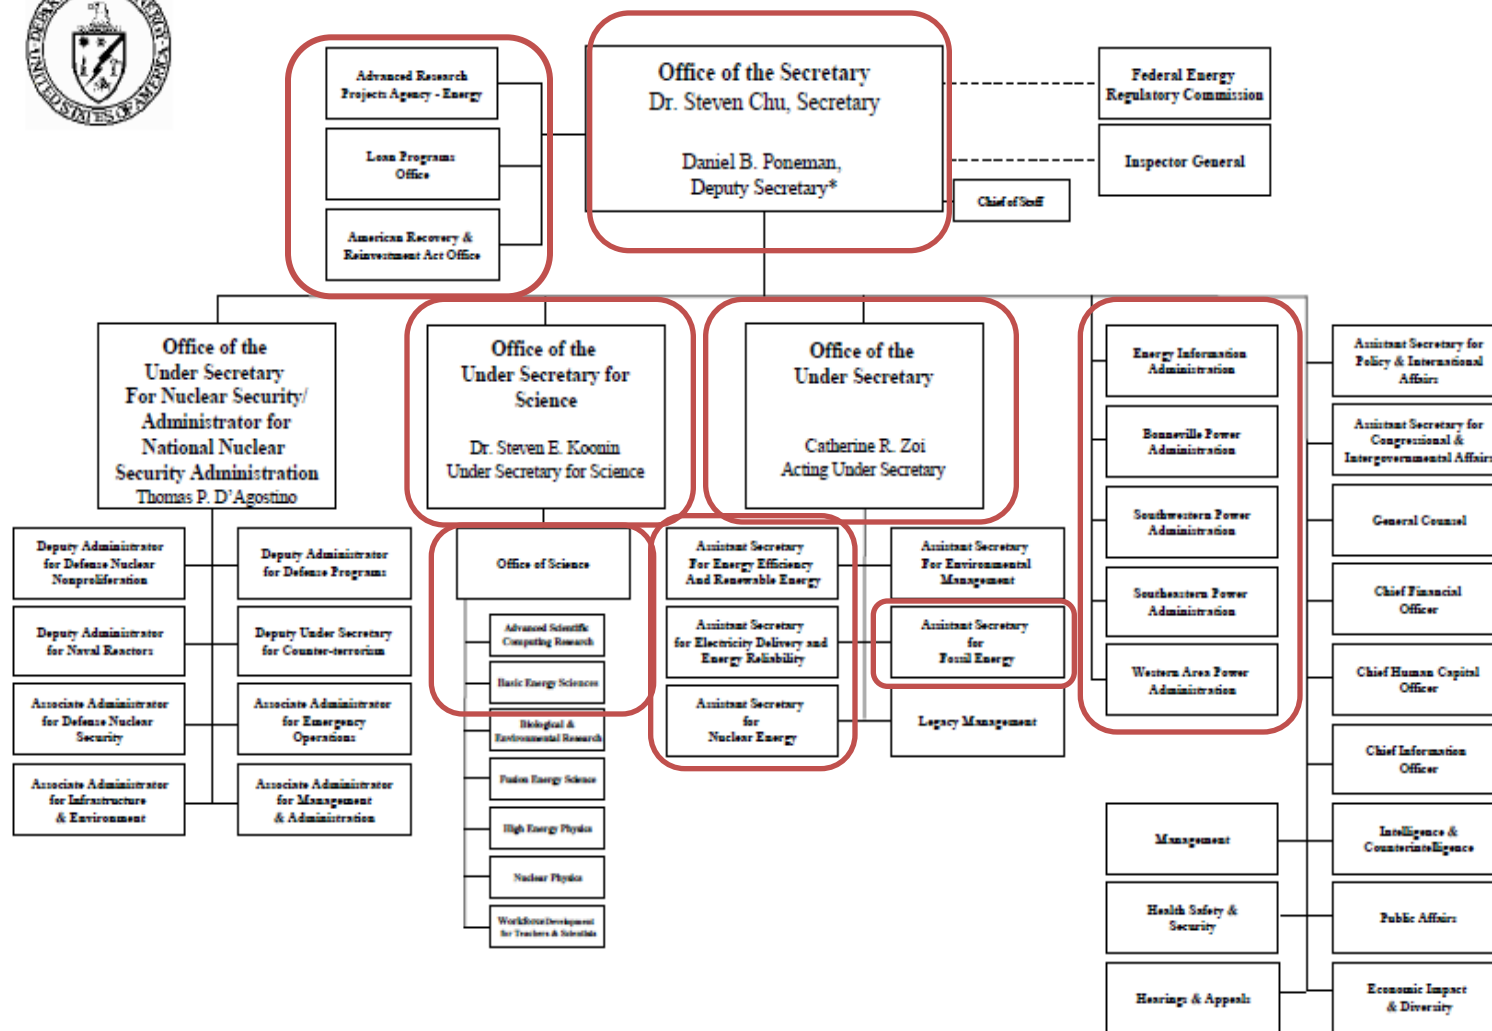 DEPARTMENT OF ENERGY
UNITED STATES OF AMERICA
Advanced Research
Projects Agency - Energy
Loan Programs
Office
American Recovery &
Reinvestment Act Office
Office of the Secretary
Dr. Steven Chu, Secretary
Daniel B. Poneman,
Deputy Secretary*
Chief of Staff
Federal Energy
Regulatory Commission
Inspector General
Office of the
Under Secretary
For Nuclear Security/
Administrator for
National Nuclear
Security Administration
Thomas P. D'Agostino
Office of the
Under Secretary for
Science
Dr. Steven E. Koonin
Under Secretary for Science
Office of the
Under Secretary
Catherine R. Zoi
Acting Under Secretary
Deputy Administrator
for Defense Nuclear
Nonproliferation
Deputy Administrator
for Defense Programs
Deputy Administrator
for Naval Reactors
Deputy Under Secretary
for Counter-terrorism
Associate Administrator
for Defense Nuclear
Security
Associate Administrator
for Emergency
Operations
Associate Administrator
for Infrastructure
& Environment
Associate Administrator
for Management
& Administration
Office of Science
Advanced Scientific
Computing Research
Basic Energy Sciences
Biological &
Environmental Research
Fusion Energy Science
High Energy Physics
Nuclear Physics
Workforce Development
for Teachers & Scientists
Assistant Secretary
For Energy Efficiency
And Renewable Energy
Assistant Secretary
for Electricity Delivery and
Energy Reliability
Assistant Secretary
for
Nuclear Energy
Assistant Secretary
For Environmental
Management
Assistant Secretary
for
Fossil Energy
Legacy Management
Energy Information
Administration
Bonneville Power
Administration
Southwestern Power
Administration
Southeastern Power
Administration
Western Area Power
Administration
Management
Health Safety &
Security
Hearings & Appeals
Assistant Secretary for
Policy & International
Affairs
Assistant Secretary for
Congressional &
Intergovernmental Affairs
General Counsel
Chief Financial
Officer
Chief Human Capital
Officer
Chief Information
Officer
Intelligence &
Counterintelligence
Public Affairs
Economic Impact
& Diversity